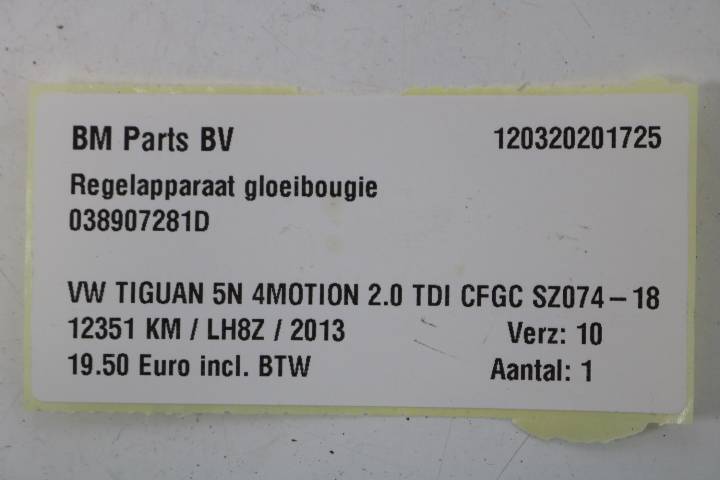 BM Parts BV 120320201725
Regelapparaat gloeibougie
038907281D
VW TIGUAN 5N 4MOTION 2.0 TDI CFGC SZ074-18
12351 KM / LH8Z / 2013 Verz: 10
19.50 Euro incl. BTW Aantal: 1